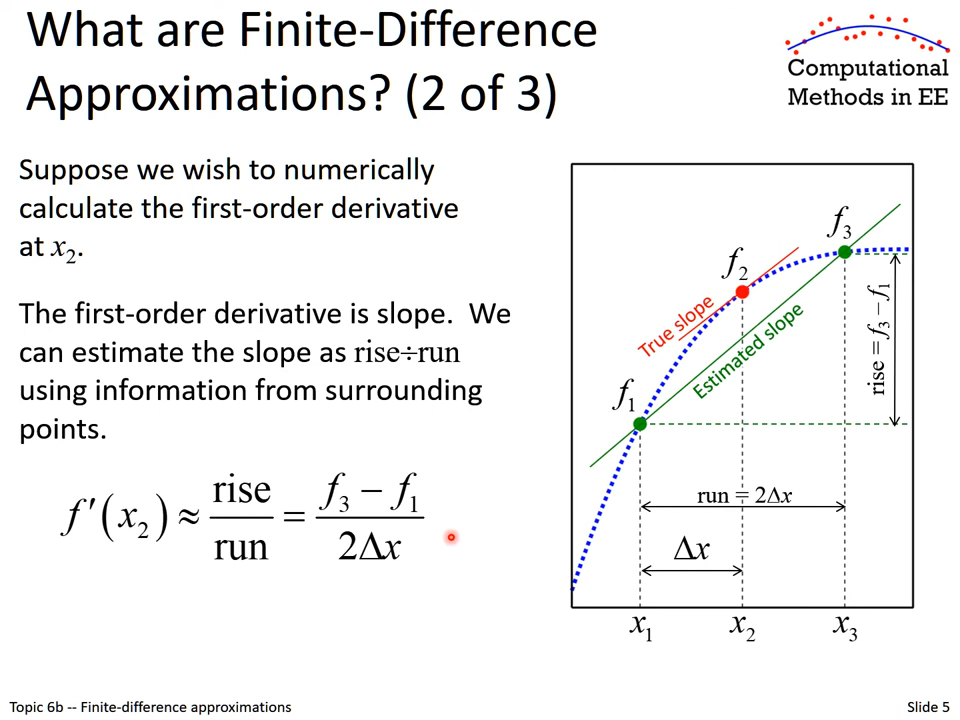 What are Finite-Difference
Approximations? (2 of 3)
Computational
Methods in EE
Suppose we wish to numerically
calculate the first-order derivative
at x₂.
The first-order derivative is slope. We
can estimate the slope as rise÷run
using information from surrounding
points.
f′(x₂) ≈ rise/run = (f₃ − f₁)/(2Δx)
f₃
f₂
True slope
Estimated slope
rise = f₃ − f₁
f₁
run = 2Δx
Δx
x₁ x₂ x₃
Topic 6b -- Finite-difference approximations
Slide 5